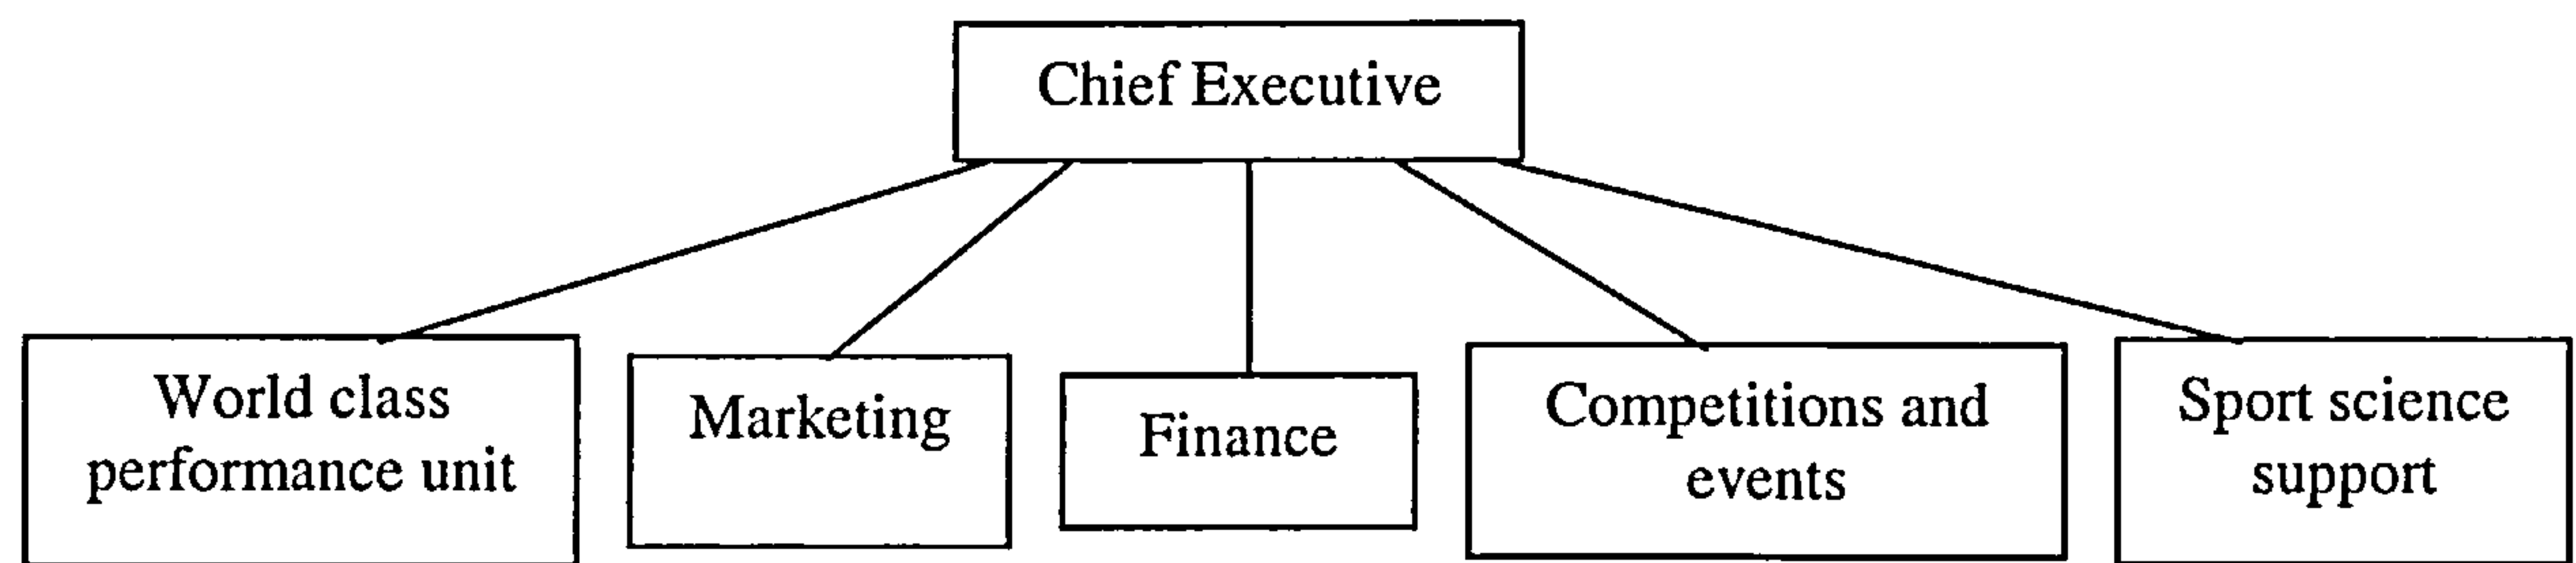 Chief Executive
World class
performance unit
Marketing
Finance
Competitions and
events
Sport science
support